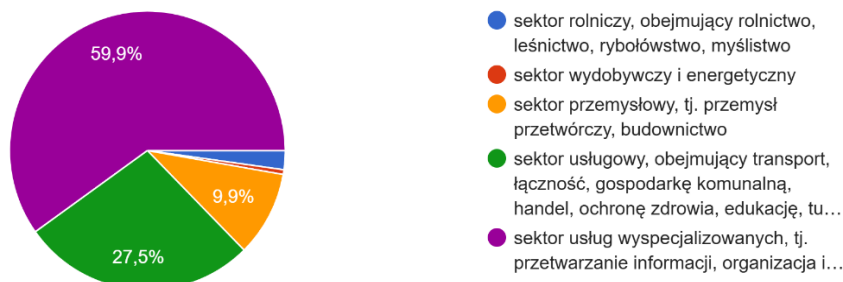 59,9%
9,9%
27,5%
sektor rolniczy, obejmujący rolnictwo,
leśnictwo, rybołówstwo, myślistwo
sektor wydobywczy i energetyczny
sektor przemysłowy, tj. przemysł
przetwórczy, budownictwo
sektor usługowy, obejmujący transport,
łączność, gospodarkę komunalną,
handel, ochronę zdrowia, edukację, tu…
sektor usług wyspecjalizowanych, tj.
przetwarzanie informacji, organizacja i…